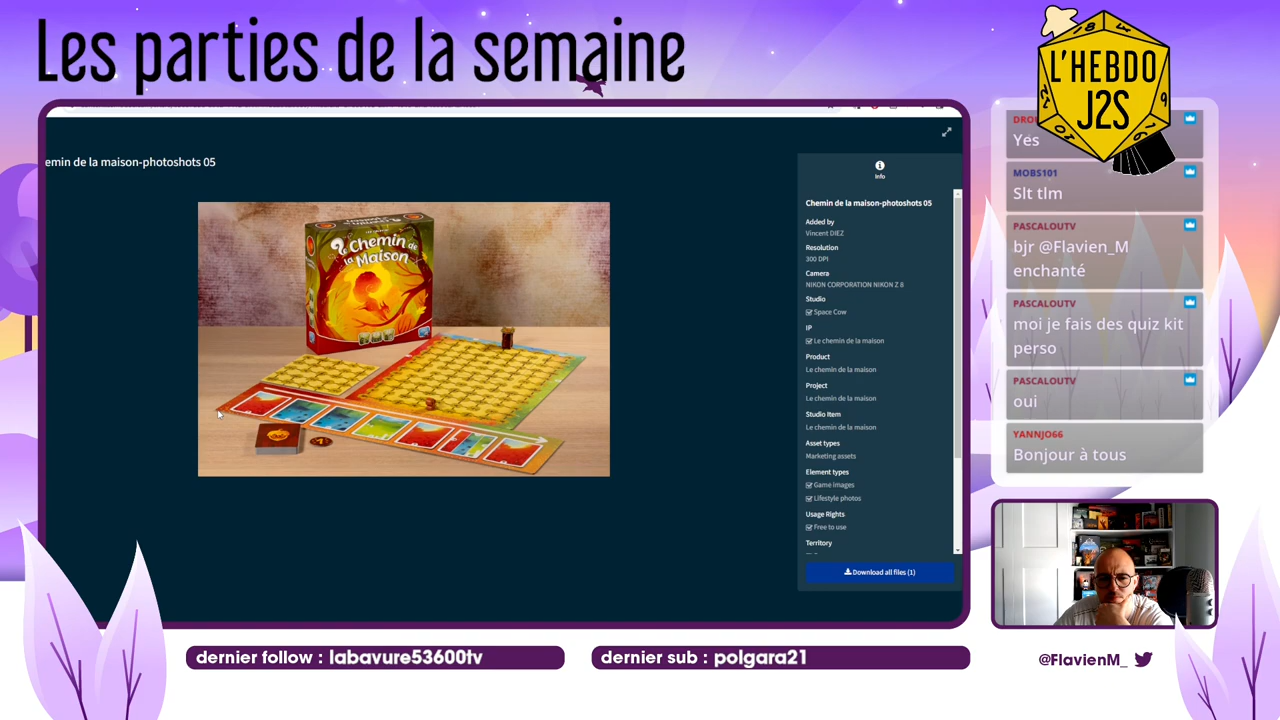 Les parties de la semaine
L'HEBDO
J2S
emin de la maison-photoshots 05
Info
Chemin de la maison-photoshots 05
Added by
Vincent DIEZ
Resolution
300 DPI
Camera
NIKON CORPORATION NIKON Z 8
Studio
Space Cow
IP
Le chemin de la maison
Product
Le chemin de la maison
Project
Le chemin de la maison
Studio Item
Le chemin de la maison
Asset types
Marketing assets
Element types
Game images
Lifestyle photos
Usage Rights
Free to use
Territory
Download all files (1)
Chemin de
la Maison
Yes
MOBS101
Slt tlm
PASCALOUTV
bjr @Flavien_M
enchanté
PASCALOUTV
moi je fais des quiz kit
perso
PASCALOUTV
oui
YANNJO66
Bonjour à tous
dernier follow : labavure53600tv
dernier sub : polgara21
@FlavienM_